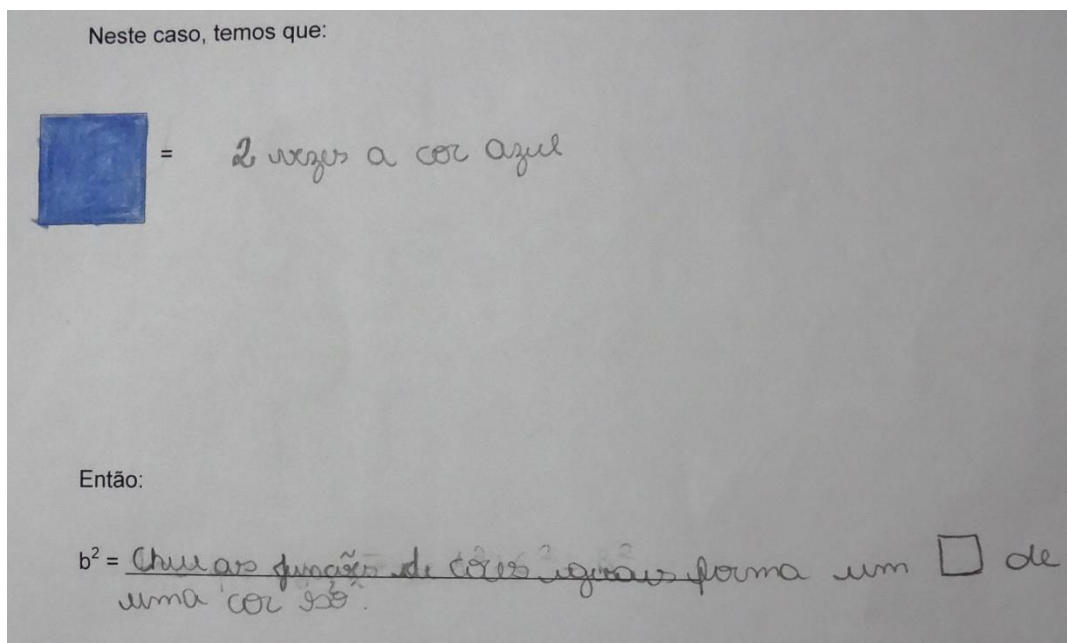 Neste caso, temos que:
= 2 vezes a cor azul
Então:
b² = as junções de cores iguais forma um □ de
uma cor só.